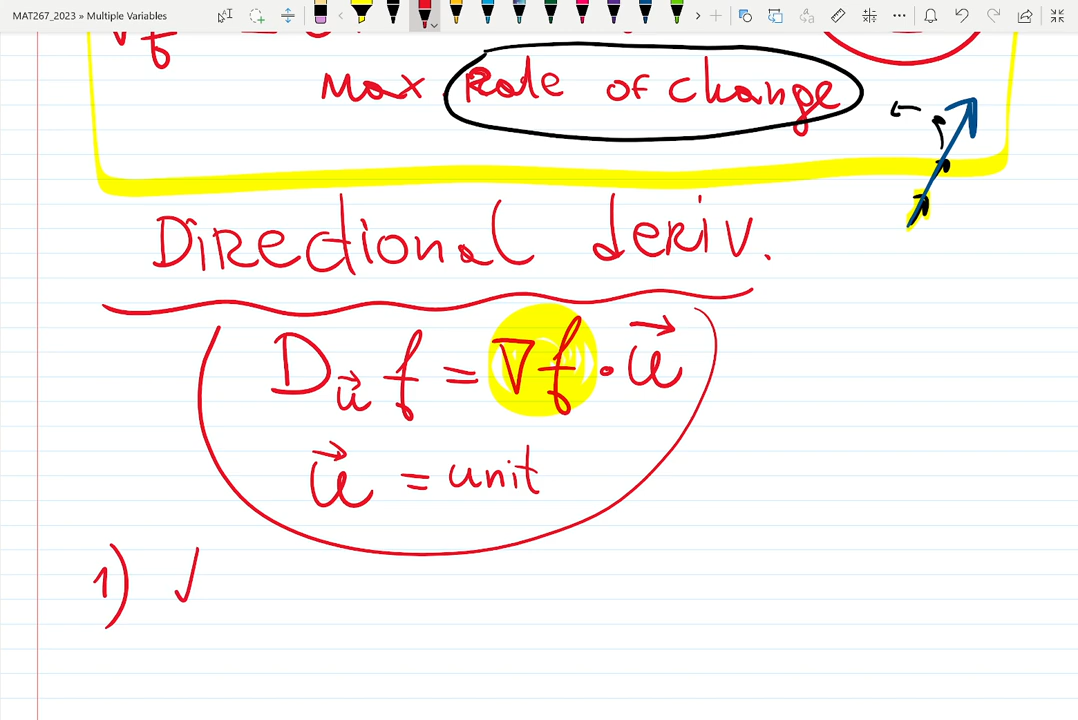 MAT267_2023 » Multiple Variables
∇f =
Max Rate of change
Directional deriv.
D_u⃗ f = ∇f • u⃗
u⃗ = unit
1) √